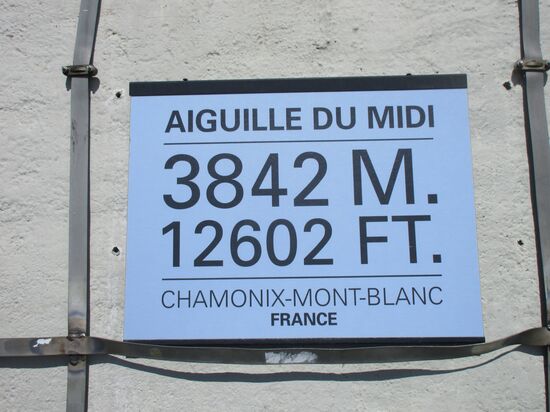 AIGUILLE DU MIDI
3842 M.
12602 FT.
CHAMONIX-MONT-BLANC
FRANCE